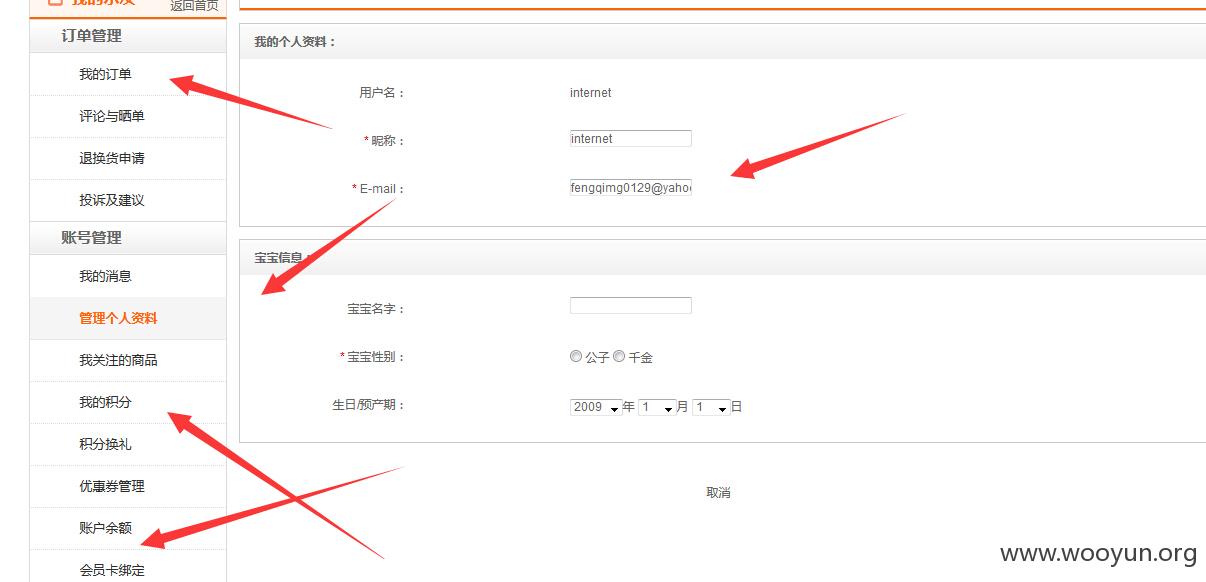 返回首页
订单管理
我的订单
评论与晒单
退换货申请
投诉及建议
账号管理
我的消息
管理个人资料
我关注的商品
我的积分
积分换礼
优惠券管理
账户余额
会员卡绑定
我的个人资料：
用户名： internet
* 昵称： internet
* E-mail： fengqimg0129@yaho
宝宝信息：
宝宝名字：
* 宝宝性别： 公子 千金
生日/预产期： 2009 年 1 月 1 日
取消
www.wooyun.org